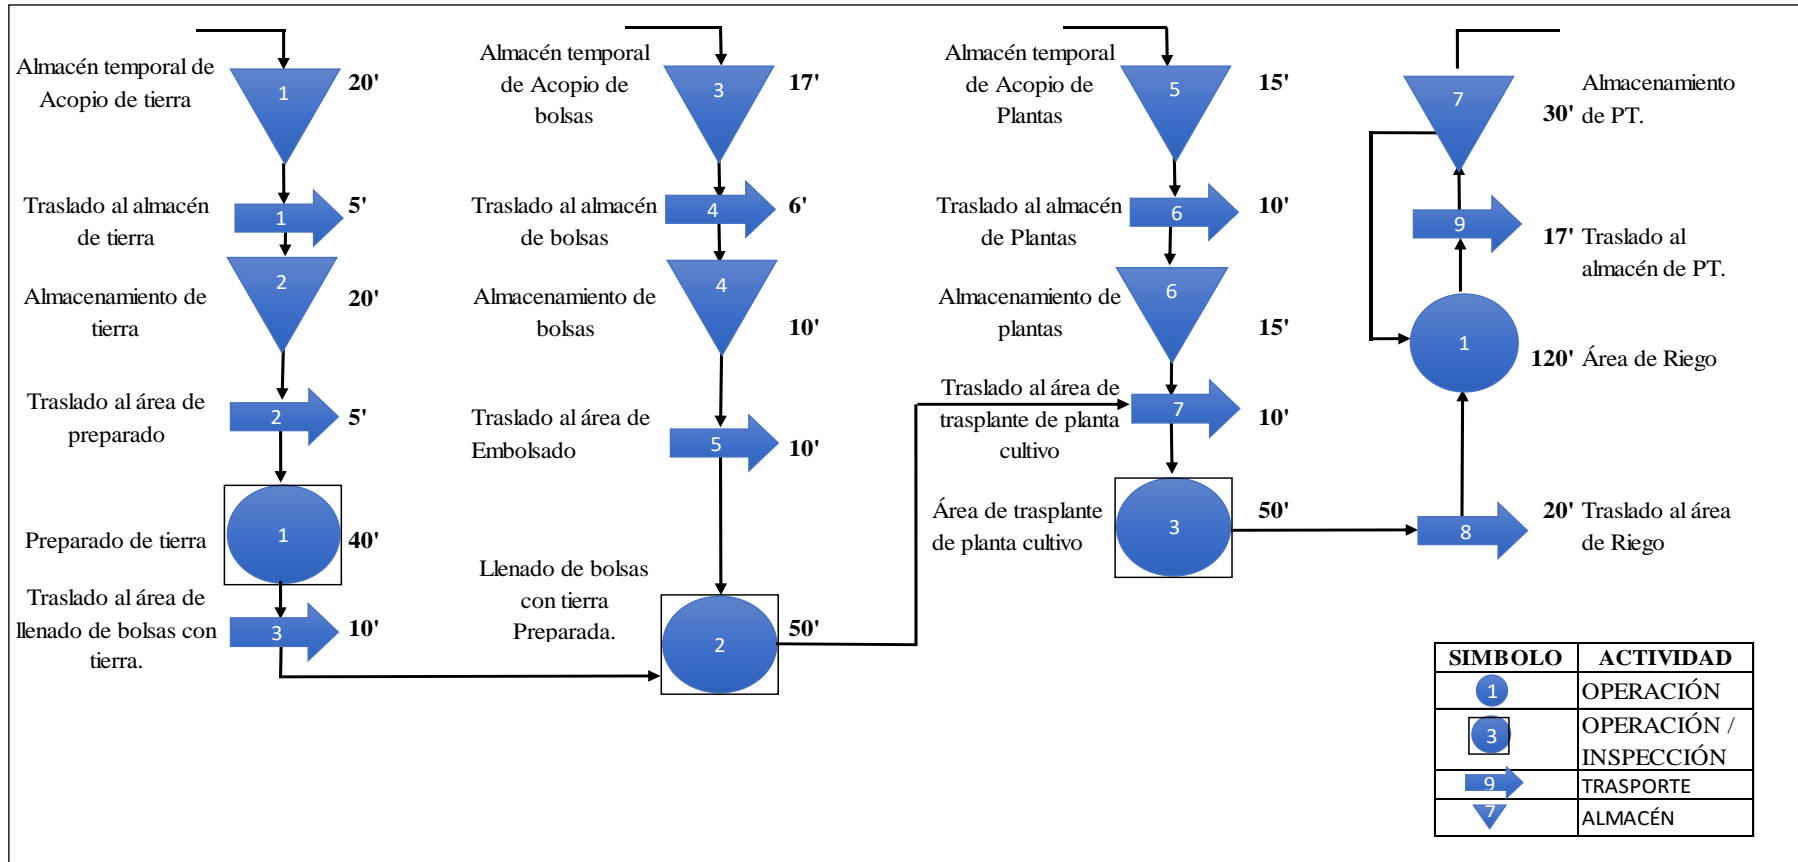 Almacén temporal de
Acopio de tierra
1
20'
Traslado al almacén
de tierra
1
5'
Almacenamiento de
tierra
2
20'
Traslado al área de
preparado
2
5'
Preparado de tierra
1
40'
Traslado al área de
llenado de bolsas con
tierra.
3
10'
Almacén temporal
de Acopio de
bolsas
3
17'
Traslado al almacén
de bolsas
4
6'
Almacenamiento de
bolsas
4
10'
Traslado al área de
Embolsado
5
10'
Llenado de bolsas
con tierra
Preparada.
2
50'
Almacén temporal
de Acopio de
Plantas
5
15'
Traslado al almacén
de Plantas
6
10'
Almacenamiento de
plantas
6
15'
Traslado al área de
trasplante de planta
cultivo
7
10'
Área de trasplante
de planta cultivo
3
50'
7
30'
Almacenamiento
de PT.
9
17'
Traslado al
almacén de PT.
1
120'
Área de Riego
8
20'
Traslado al área
de Riego
SIMBOLO ACTIVIDAD
1 OPERACIÓN
3 OPERACIÓN /
INSPECCIÓN
9 TRASPORTE
7 ALMACÉN